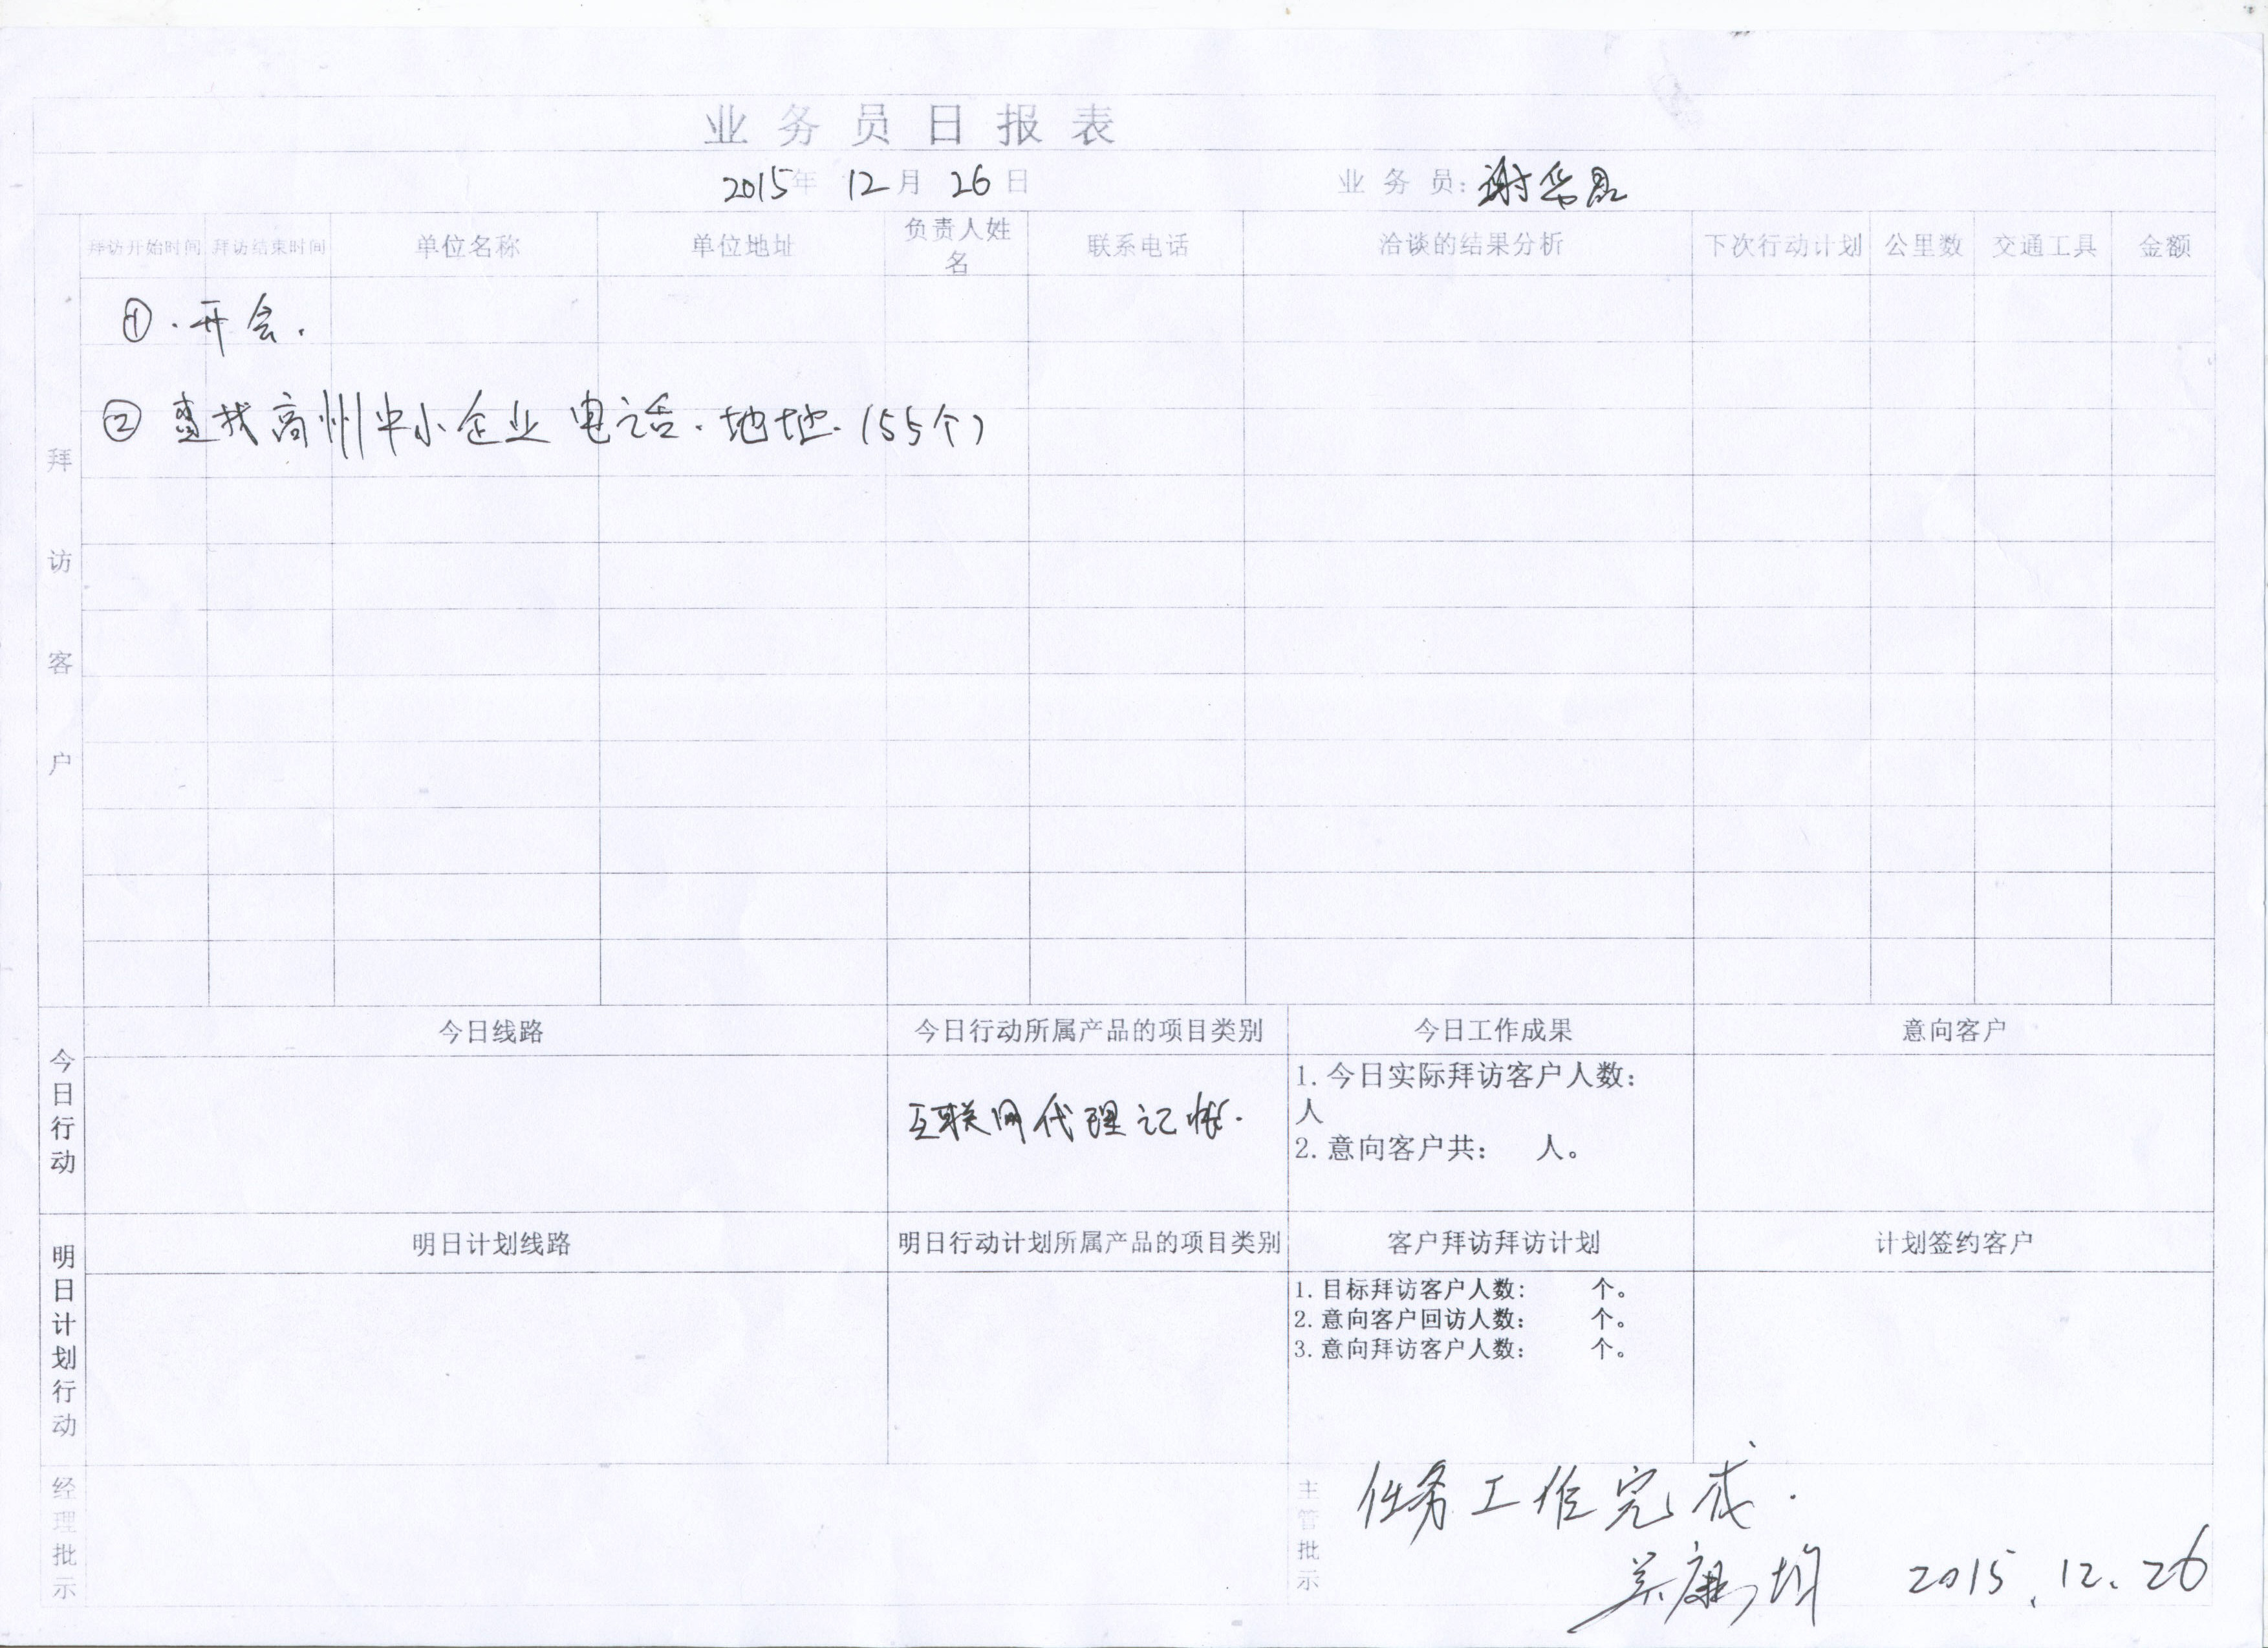 业务员日报表
2015年 12月 26日 业务员:谢
拜访开始时间 拜访结束时间 单位名称 单位地址 负责人姓名 联系电话 洽谈的结果分析 下次行动计划 公里数 交通工具 金额
拜访客户
①.开会.
② 查找高州中小企业电话.地址.(55个)
今日行动
今日线路 今日行动所属产品的项目类别 今日工作成果 意向客户
互联网代理记帐.
1.今日实际拜访客户人数:
人
2.意向客户共: 人。
明日计划行动
明日计划线路 明日行动计划所属产品的项目类别 客户拜访拜访计划 计划签约客户
1.目标拜访客户人数: 个。
2.意向客户回访人数: 个。
3.意向拜访客户人数: 个。
经理批示
主管批示
任务工作完成.
2015.12.26